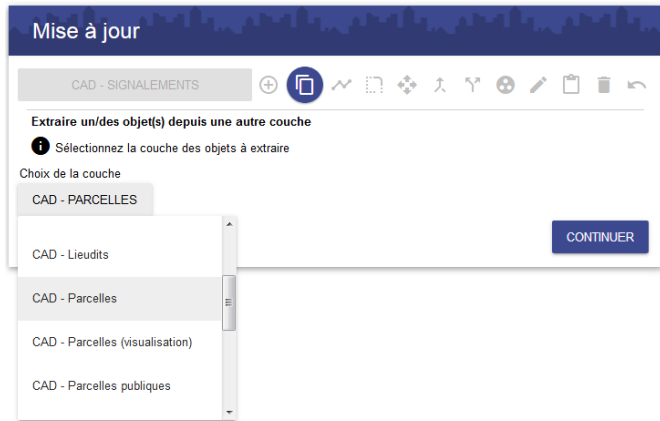 Mise à jour
CAD - SIGNALEMENTS
Extraire un/des objet(s) depuis une autre couche
Sélectionnez la couche des objets à extraire
Choix de la couche
CAD - PARCELLES
CONTINUER
CAD - Lieudits
CAD - Parcelles
CAD - Parcelles (visualisation)
CAD - Parcelles publiques